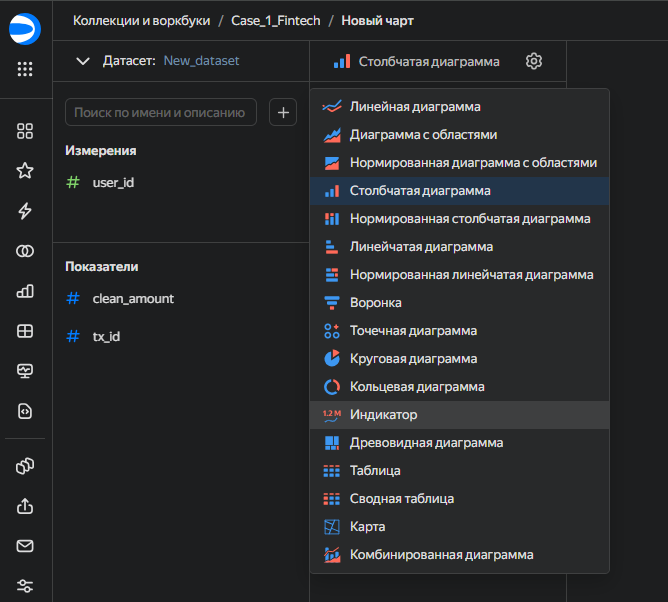 Коллекции и воркбуки / Case_1_Fintech / Новый чарт
Датасет: New_dataset
Столбчатая диаграмма
Поиск по имени и описанию
Измерения
# user_id
Показатели
# clean_amount
# tx_id
Линейная диаграмма
Диаграмма с областями
Нормированная диаграмма с областями
Столбчатая диаграмма
Нормированная столбчатая диаграмма
Линейчатая диаграмма
Нормированная линейчатая диаграмма
Воронка
Точечная диаграмма
Круговая диаграмма
Кольцевая диаграмма
1.2 M Индикатор
Древовидная диаграмма
Таблица
Сводная таблица
Карта
Комбинированная диаграмма